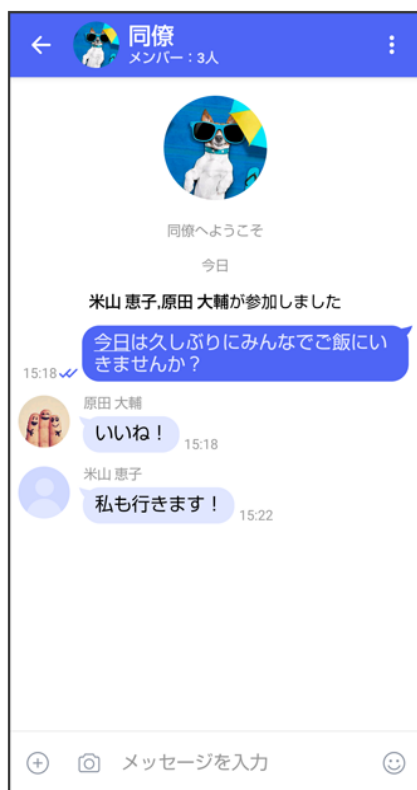 同僚
メンバー：3人
同僚へようこそ
今日
米山 恵子,原田 大輔が参加しました
今日は久しぶりにみんなでご飯にい
きませんか？
15:18
原田 大輔
いいね！
15:18
米山 恵子
私も行きます！
15:22
メッセージを入力